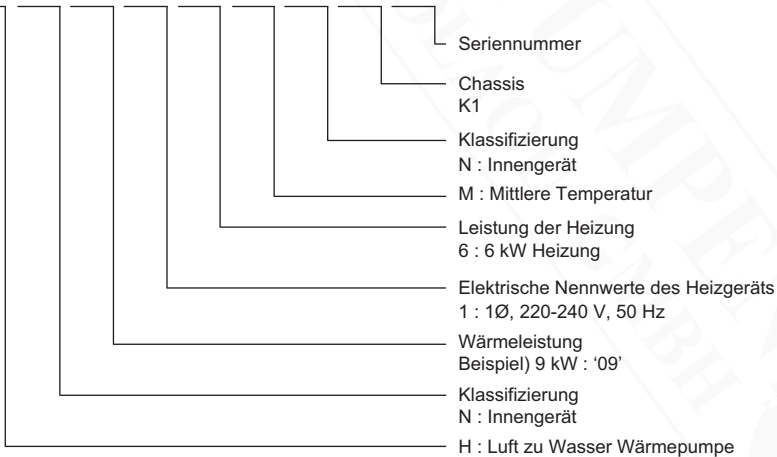 Seriennummer
Chassis
K1
Klassifizierung
N : Innengerät
M : Mittlere Temperatur
Leistung der Heizung
6 : 6 kW Heizung
Elektrische Nennwerte des Heizgeräts
1 : 1Ø, 220-240 V, 50 Hz
Wärmeleistung
Beispiel) 9 kW : ‘09’
Klassifizierung
N : Innengerät
H : Luft zu Wasser Wärmepumpe